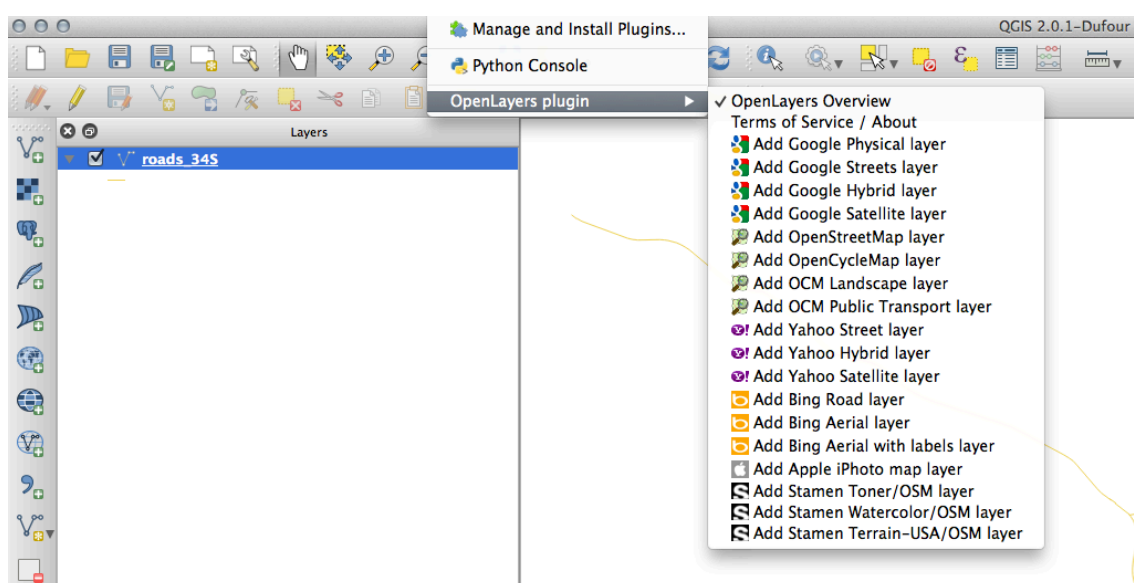 QGIS 2.0.1-Dufour
Manage and Install Plugins...
Python Console
OpenLayers plugin
OpenLayers Overview
Terms of Service / About
Add Google Physical layer
Add Google Streets layer
Add Google Hybrid layer
Add Google Satellite layer
Add OpenStreetMap layer
Add OpenCycleMap layer
Add OCM Landscape layer
Add OCM Public Transport layer
Add Yahoo Street layer
Add Yahoo Hybrid layer
Add Yahoo Satellite layer
Add Bing Road layer
Add Bing Aerial layer
Add Bing Aerial with labels layer
Add Apple iPhoto map layer
Add Stamen Toner/OSM layer
Add Stamen Watercolor/OSM layer
Add Stamen Terrain-USA/OSM layer
Layers
roads_34S